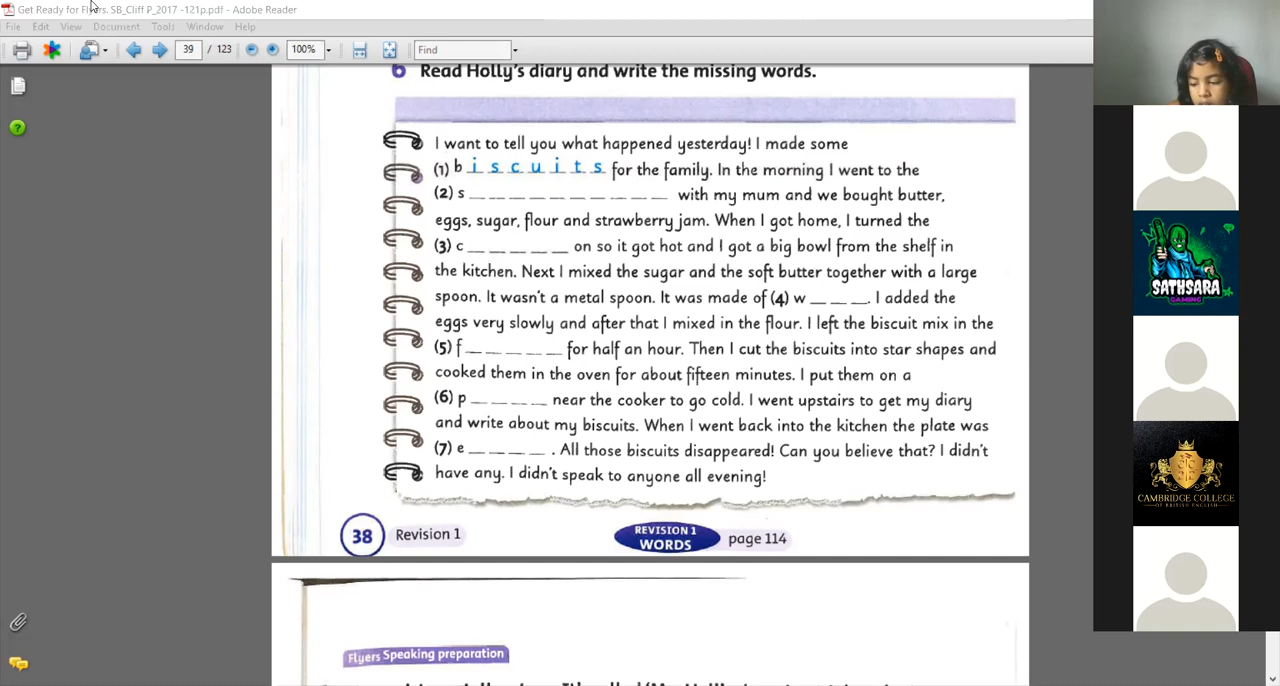 Get Ready for Flyers. SB_Cliff P_2017 -121p.pdf - Adobe Reader
File Edit View Document Tools Window Help
39 / 123 100% Find
6 Read Holly's diary and write the missing words.
I want to tell you what happened yesterday! I made some
(1) b i s c u i t s for the family. In the morning I went to the
(2) s _ _ _ _ _ _ _ _ _ _ with my mum and we bought butter,
eggs, sugar, flour and strawberry jam. When I got home, I turned the
(3) c _ _ _ _ _ on so it got hot and I got a big bowl from the shelf in
the kitchen. Next I mixed the sugar and the soft butter together with a large
spoon. It wasn't a metal spoon. It was made of (4) w _ _ _. I added the
eggs very slowly and after that I mixed in the flour. I left the biscuit mix in the
(5) f _ _ _ _ _ for half an hour. Then I cut the biscuits into star shapes and
cooked them in the oven for about fifteen minutes. I put them on a
(6) p _ _ _ _ near the cooker to go cold. I went upstairs to get my diary
and write about my biscuits. When I went back into the kitchen the plate was
(7) e _ _ _ _ . All those biscuits disappeared! Can you believe that? I didn't
have any. I didn't speak to anyone all evening!
38 Revision 1
REVISION 1
WORDS
page 114
Flyers Speaking preparation
SATHSARA
GAMING
CAMBRIDGE COLLEGE
OF BRITISH ENGLISH